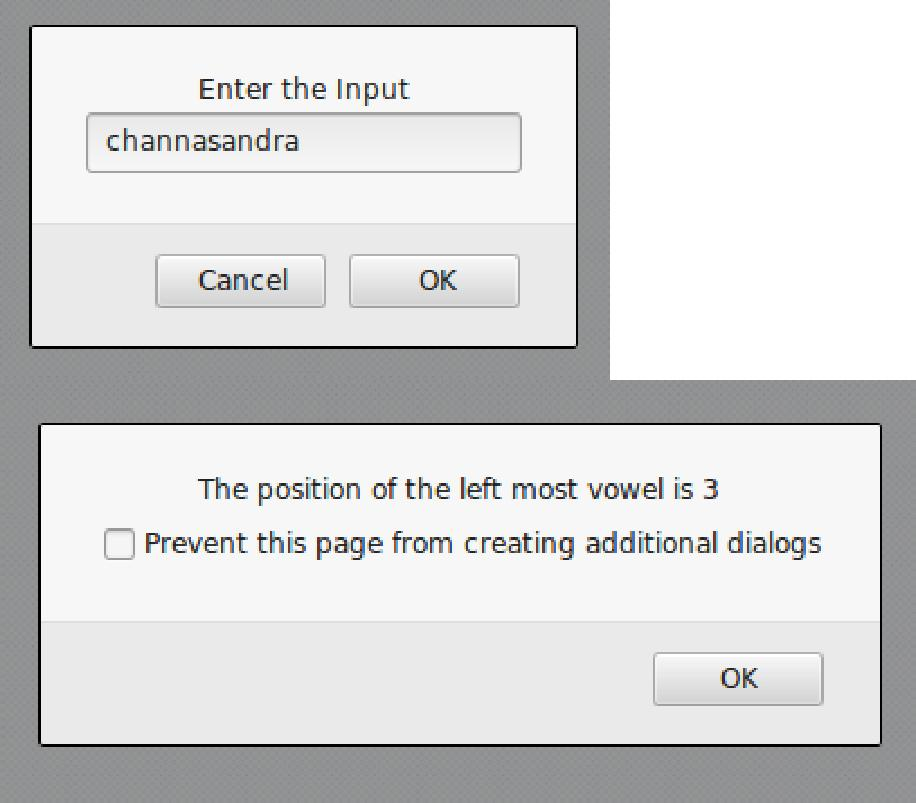 Enter the Input
channasandra
Cancel OK
The position of the left most vowel is 3
Prevent this page from creating additional dialogs
OK